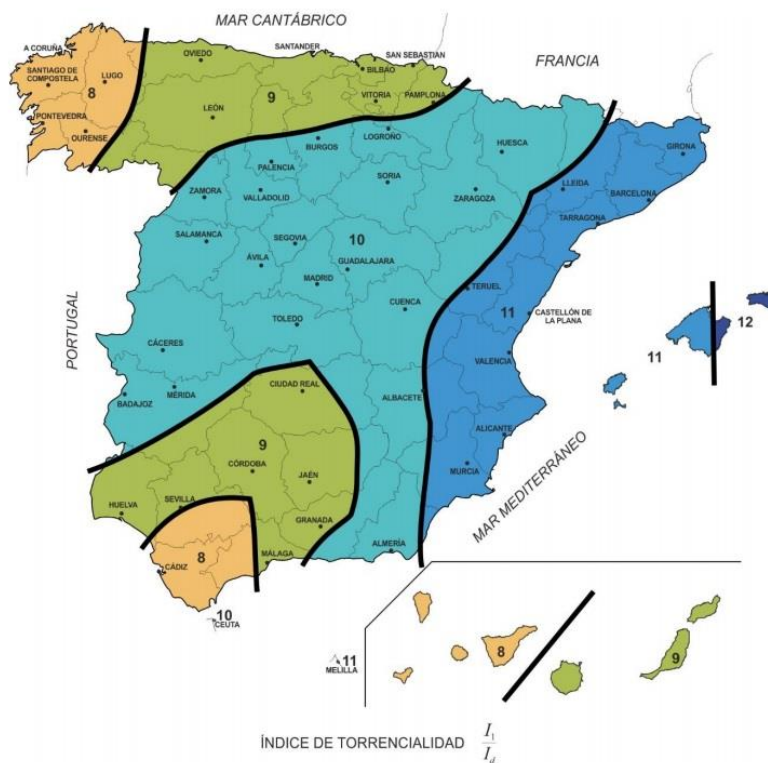 MAR CANTÁBRICO
A CORUÑA
OVIEDO
SANTANDER
SAN SEBASTIAN
FRANCIA
SANTIAGO DE
COMPOSTELA
LUGO
BILBAO
8
9
VITORIA
PAMPLONA
LEÓN
PONTEVEDRA
OURENSE
BURGOS
LOGROÑO
HUESCA
GIRONA
PALENCIA
ZAMORA
VALLADOLID
SORIA
ZARAGOZA
LLEIDA
BARCELONA
TARRAGONA
SALAMANCA
SEGOVIA
10
ÁVILA
GUADALAJARA
MADRID
TERUEL
CUENCA
11
CASTELLÓN DE
LA PLANA
12
PORTUGAL
TOLEDO
CÁCERES
VALENCIA
11
MÉRIDA
BADAJOZ
CIUDAD REAL
ALBACETE
ALICANTE
9
CÓRDOBA
JAÉN
MURCIA
MAR MEDITERRÁNEO
HUELVA
SEVILLA
GRANADA
ALMERÍA
8
MÁLAGA
CÁDIZ
10
CEUTA
11
MELILLA
8
9
ÍNDICE DE TORRENCIALIDAD I₁/I_d